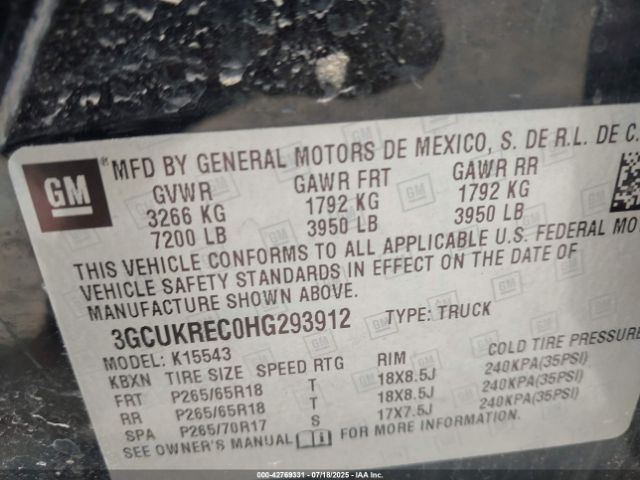 GM ® MFD BY GENERAL MOTORS DE MEXICO, S. DE R.L. DE C.
GVWR GAWR FRT GAWR RR
3266 KG 1792 KG 1792 KG
7200 LB 3950 LB 3950 LB
THIS VEHICLE CONFORMS TO ALL APPLICABLE U.S. FEDERAL MO
VEHICLE SAFETY STANDARDS IN EFFECT ON THE DATE OF
MANUFACTURE SHOWN ABOVE.
3GCUKREC0HG293912 TYPE: TRUCK
MODEL: K15543
KBXN TIRE SIZE SPEED RTG RIM COLD TIRE PRESSURE
FRT P265/65R18 T 18X8.5J 240KPA(35PSI)
RR P265/65R18 T 18X8.5J 240KPA(35PSI)
SPA P265/70R17 S 17X7.5J 240KPA(35PSI)
SEE OWNER'S MANUAL FOR MORE INFORMATION.
000-42769331 07/18/2025 - © IAA Inc.